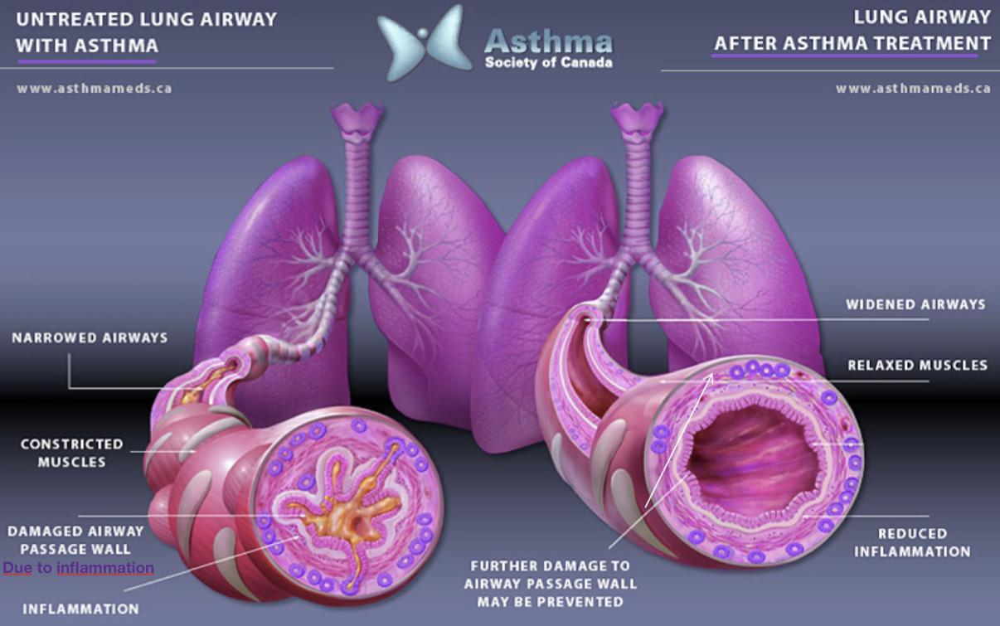 UNTREATED LUNG AIRWAY
WITH ASTHMA
www.asthmameds.ca
Asthma
Society of Canada
LUNG AIRWAY
AFTER ASTHMA TREATMENT
www.asthmameds.ca
NARROWED AIRWAYS
CONSTRICTED
MUSCLES
DAMAGED AIRWAY
PASSAGE WALL
Due to inflammation
INFLAMMATION
WIDENED AIRWAYS
RELAXED MUSCLES
REDUCED
INFLAMMATION
FURTHER DAMAGE TO
AIRWAY PASSAGE WALL
MAY BE PREVENTED